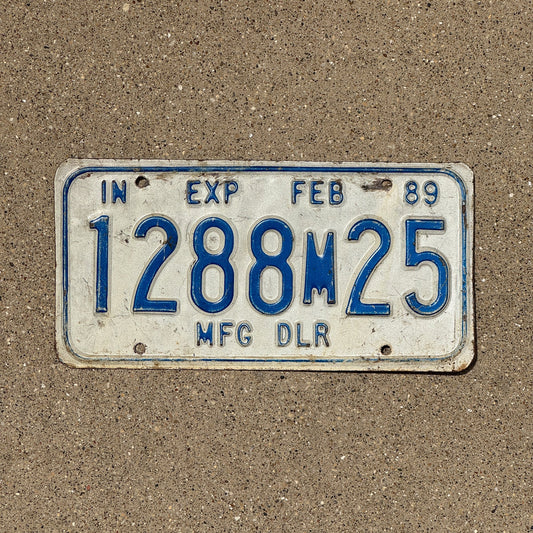 IN EXP FEB 89
1288M25
MFG DLR